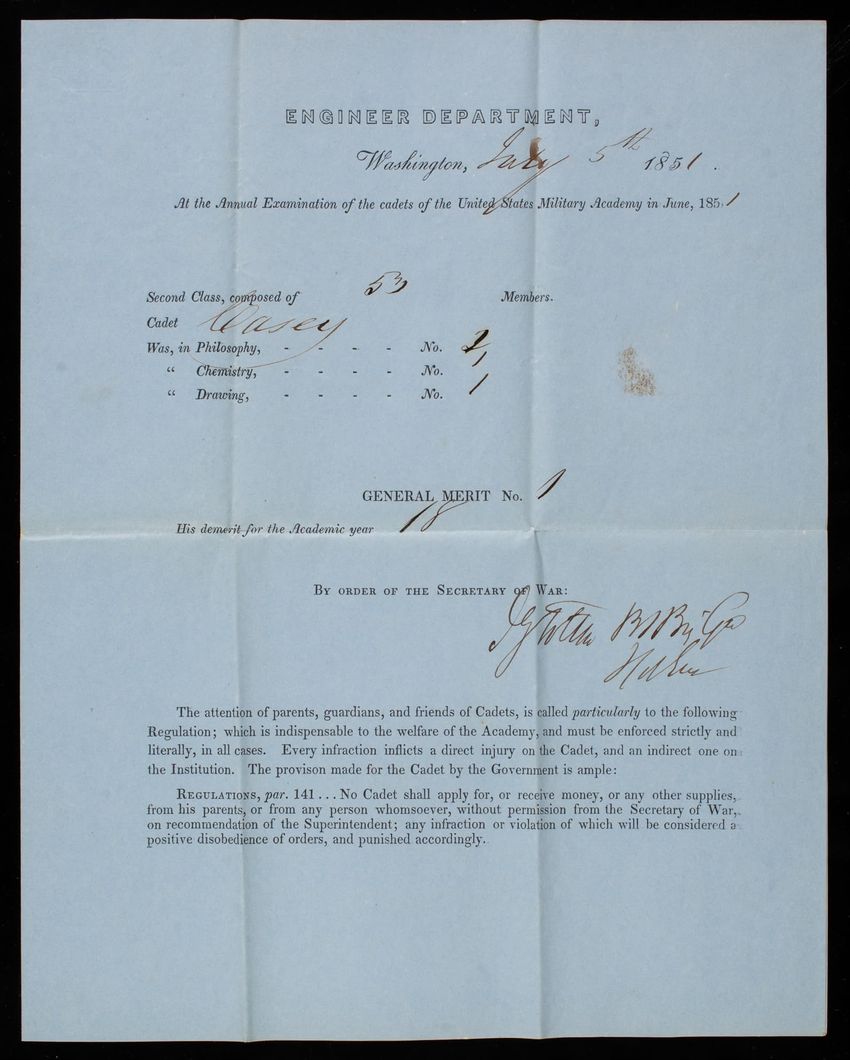 ENGINEER DEPARTMENT,
Washington, July 5th 1851.
At the Annual Examination of the cadets of the United States Military Academy in June, 1851
Second Class, composed of 53 Members.
Cadet Casey
Was, in Philosophy, - - - - No. 2
" Chemistry, - - - - No. 1
" Drawing, - - - - No. 1
GENERAL MERIT No. 1
His demerit for the Academic year 18
BY ORDER OF THE SECRETARY OF WAR:
Jos G Totten Bt Brig Gn
The attention of parents, guardians, and friends of Cadets, is called particularly to the following
Regulation; which is indispensable to the welfare of the Academy, and must be enforced strictly and
literally, in all cases. Every infraction inflicts a direct injury on the Cadet, and an indirect one on
the Institution. The provison made for the Cadet by the Government is ample:
REGULATIONS, par. 141 . . . No Cadet shall apply for, or receive money, or any other supplies,
from his parents, or from any person whomsoever, without permission from the Secretary of War,
on recommendation of the Superintendent; any infraction or violation of which will be considered a
positive disobedience of orders, and punished accordingly.